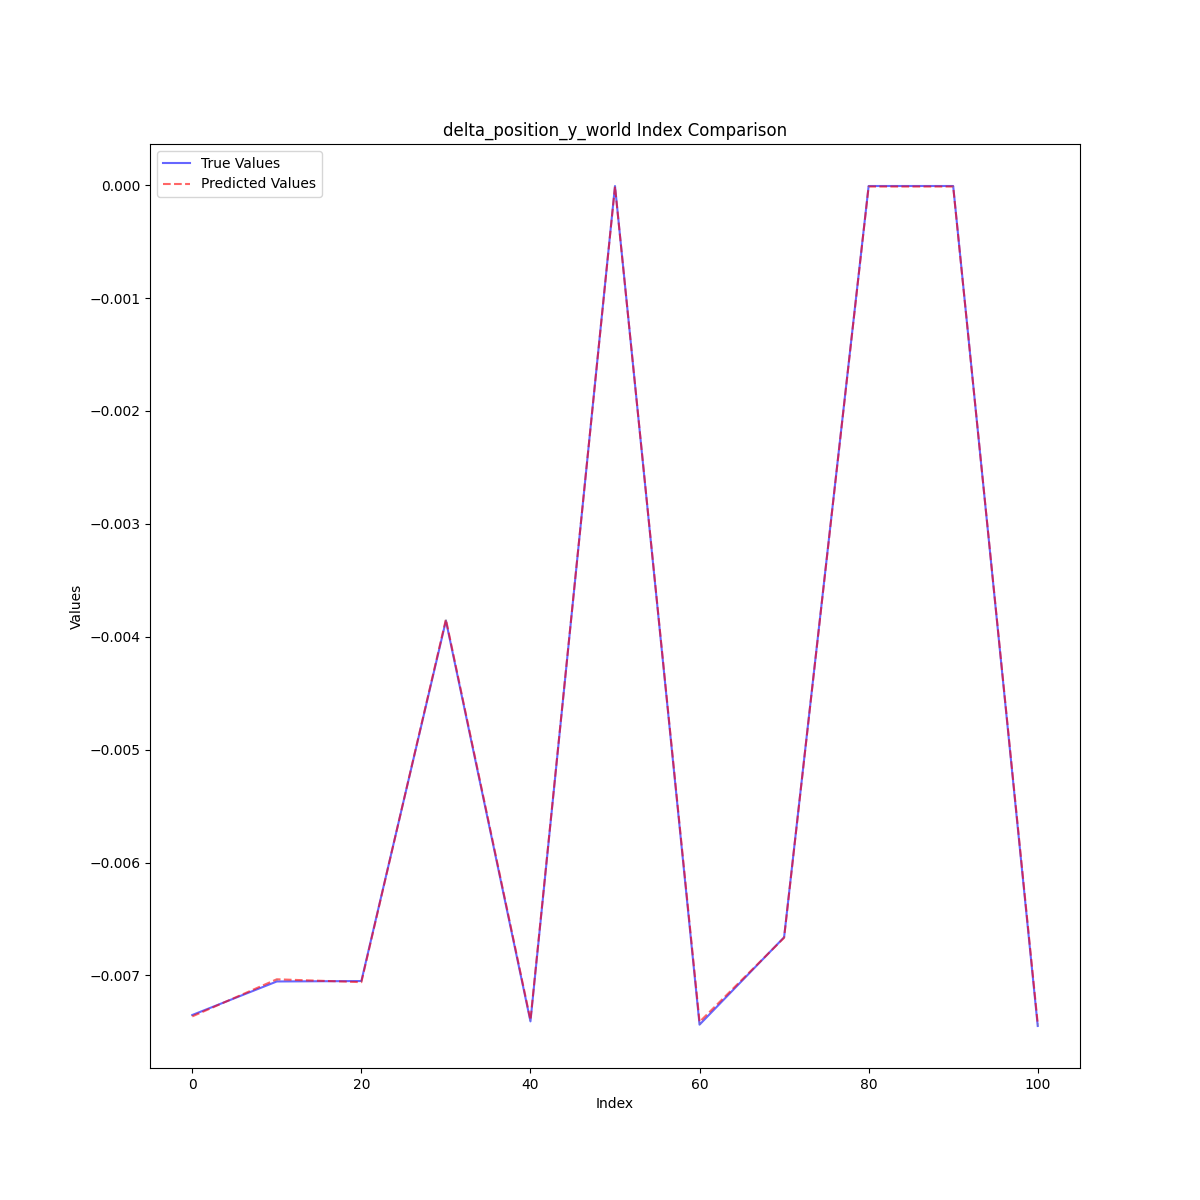 delta_position_y_world Index Comparison
True Values
Predicted Values
0.000
−0.001
−0.002
−0.003
−0.004
−0.005
−0.006
−0.007
Values
0 20 40 60 80 100
Index